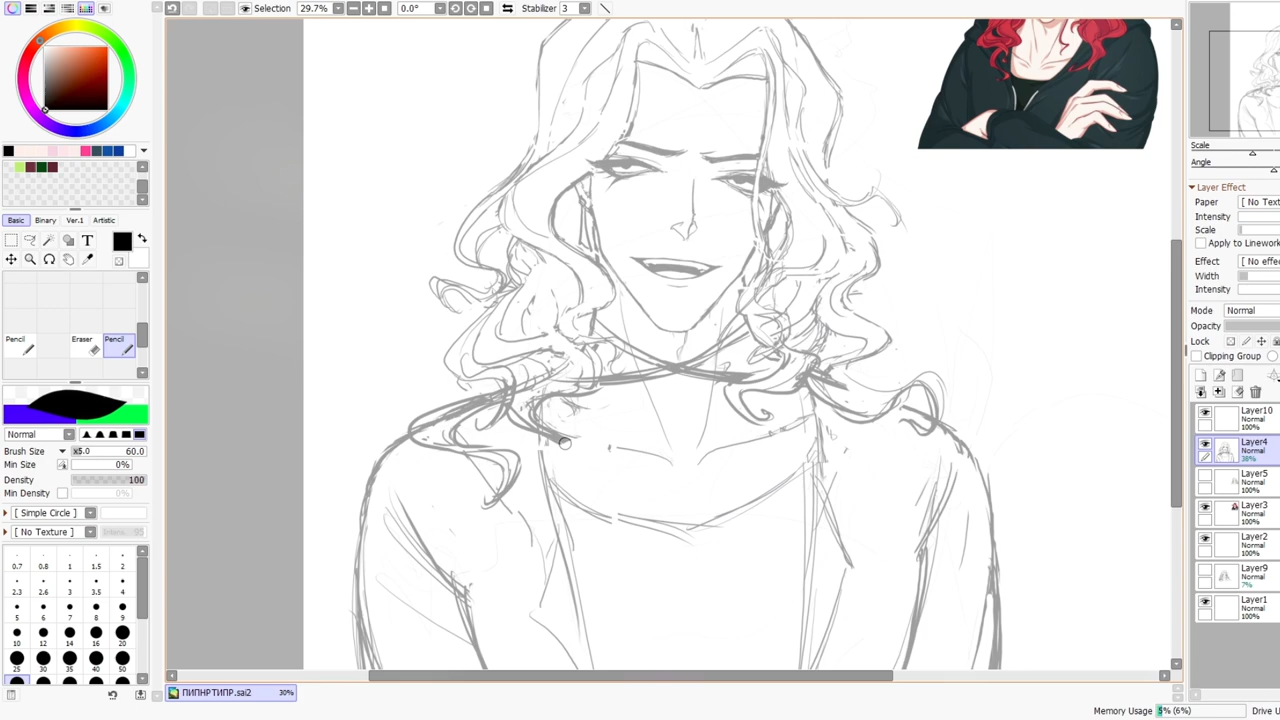 Selection 29.7% 0.0° Stabilizer 3
Basic Binary Ver.1 Artistic
T
Pencil Eraser Pencil
Normal
Brush Size x5.0 60.0
Min Size 0%
Density 100
Min Density 0%
[ Simple Circle ]
[ No Texture ]
0.7 0.8 1 1.5 2
2.3 2.6 3 3.5 4
5 6 7 8 9
10 12 14 16 20
25 30 35 40 50
ПИПНРТИПР.sai2 30%
Scale
Angle
Layer Effect
Paper [ No Text
Intensity
Scale
Apply to Linework
Effect [ No effec
Width
Intensity
Mode Normal
Opacity
Lock
Clipping Group
Layer10
Normal
100%
Layer4
Normal
38%
Layer5
Normal
100%
Layer3
Normal
100%
Layer2
Normal
100%
Layer9
Normal
7%
Layer1
Normal
100%
Memory Usage 5% (6%) Drive U